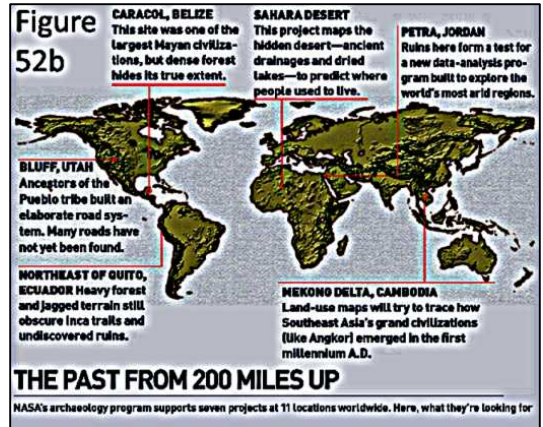 Figure
52b
CARACOL, BELIZE
This site was one of the
largest Mayan civiliza-
tions, but dense forest
hides its true extent.
SAHARA DESERT
This project maps the
hidden desert—ancient
drainages and dried
lakes—to predict where
people used to live.
PETRA, JORDAN
Ruins here form a test for
a new data-analysis pro-
gram built to explore the
world's most arid regions.
BLUFF, UTAH
Ancestors of the
Pueblo tribe built an
elaborate road sys-
tem. Many roads have
not yet been found.
NORTHEAST OF QUITO,
ECUADOR Heavy forest
and jagged terrain still
obscure Inca trails and
undiscovered ruins.
MEKONG DELTA, CAMBODIA
Land-use maps will try to trace how
Southeast Asia's grand civilizations
(like Angkor) emerged in the first
millennium A.D.
THE PAST FROM 200 MILES UP
NASA's archaeology program supports seven projects at 11 locations worldwide. Here, what they're looking for